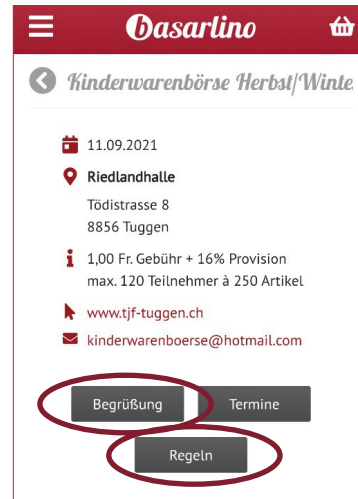 basarlino
Kinderwarenbörse Herbst/Winte
11.09.2021
Riedlandhalle
Tödistrasse 8
8856 Tuggen
1,00 Fr. Gebühr + 16% Provision
max. 120 Teilnehmer à 250 Artikel
www.tjf-tuggen.ch
kinderwarenboerse@hotmail.com
Begrüßung Termine
Regeln